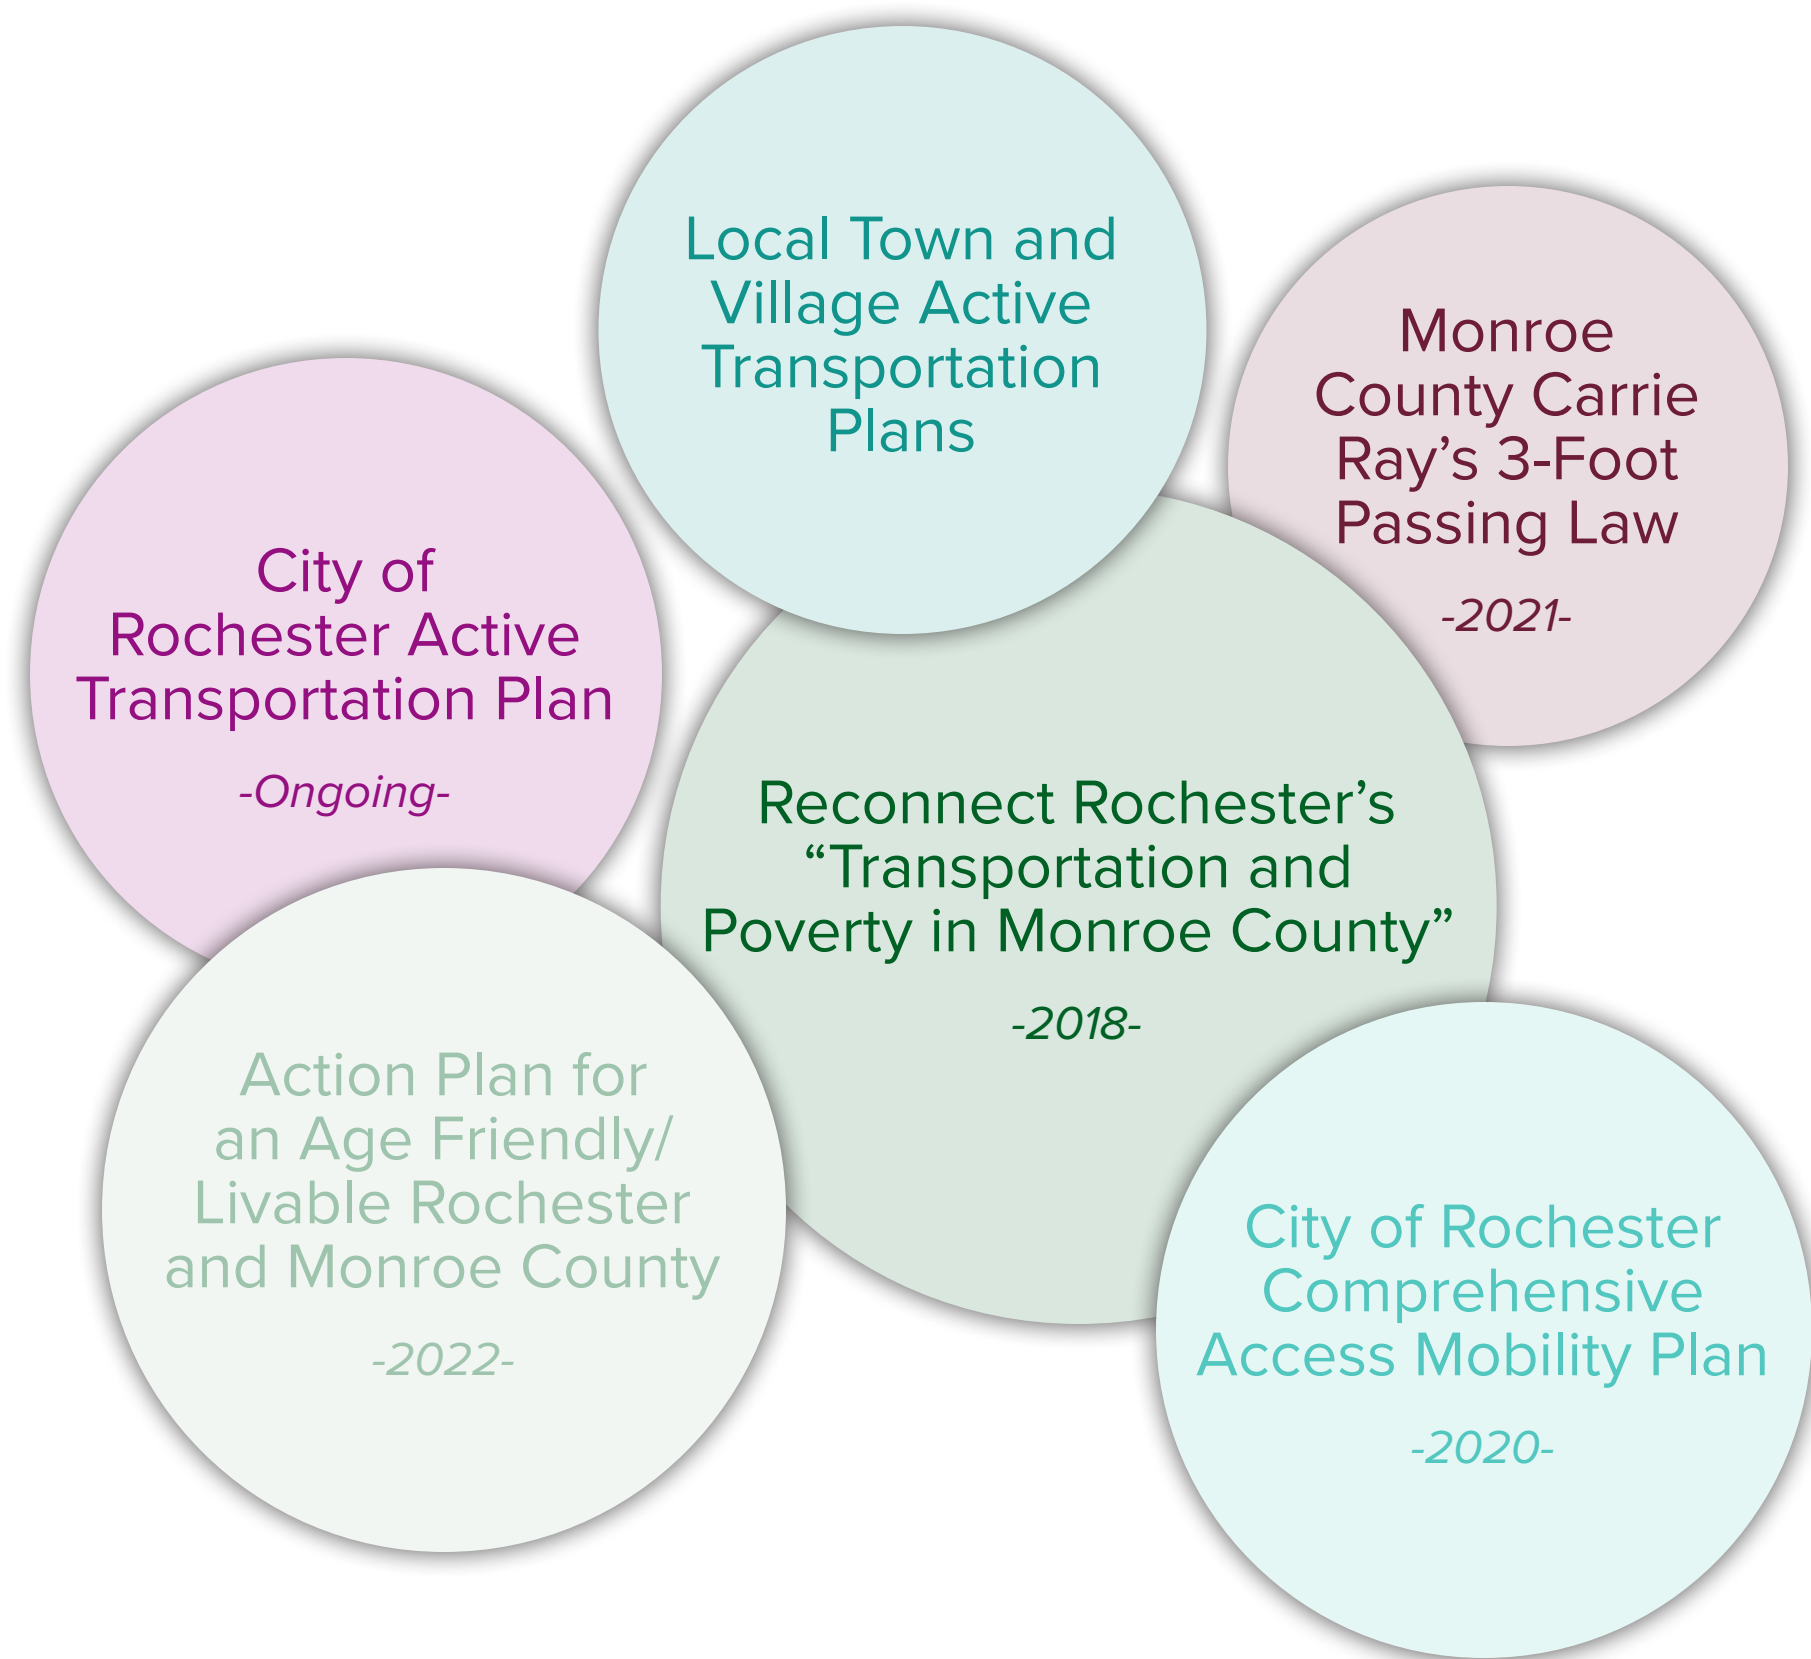 Local Town and
Village Active
Transportation
Plans
Monroe
County Carrie
Ray’s 3-Foot
Passing Law
-2021-
City of
Rochester Active
Transportation Plan
-Ongoing-
Reconnect Rochester’s
“Transportation and
Poverty in Monroe County”
-2018-
Action Plan for
an Age Friendly/
Livable Rochester
and Monroe County
-2022-
City of Rochester
Comprehensive
Access Mobility Plan
-2020-